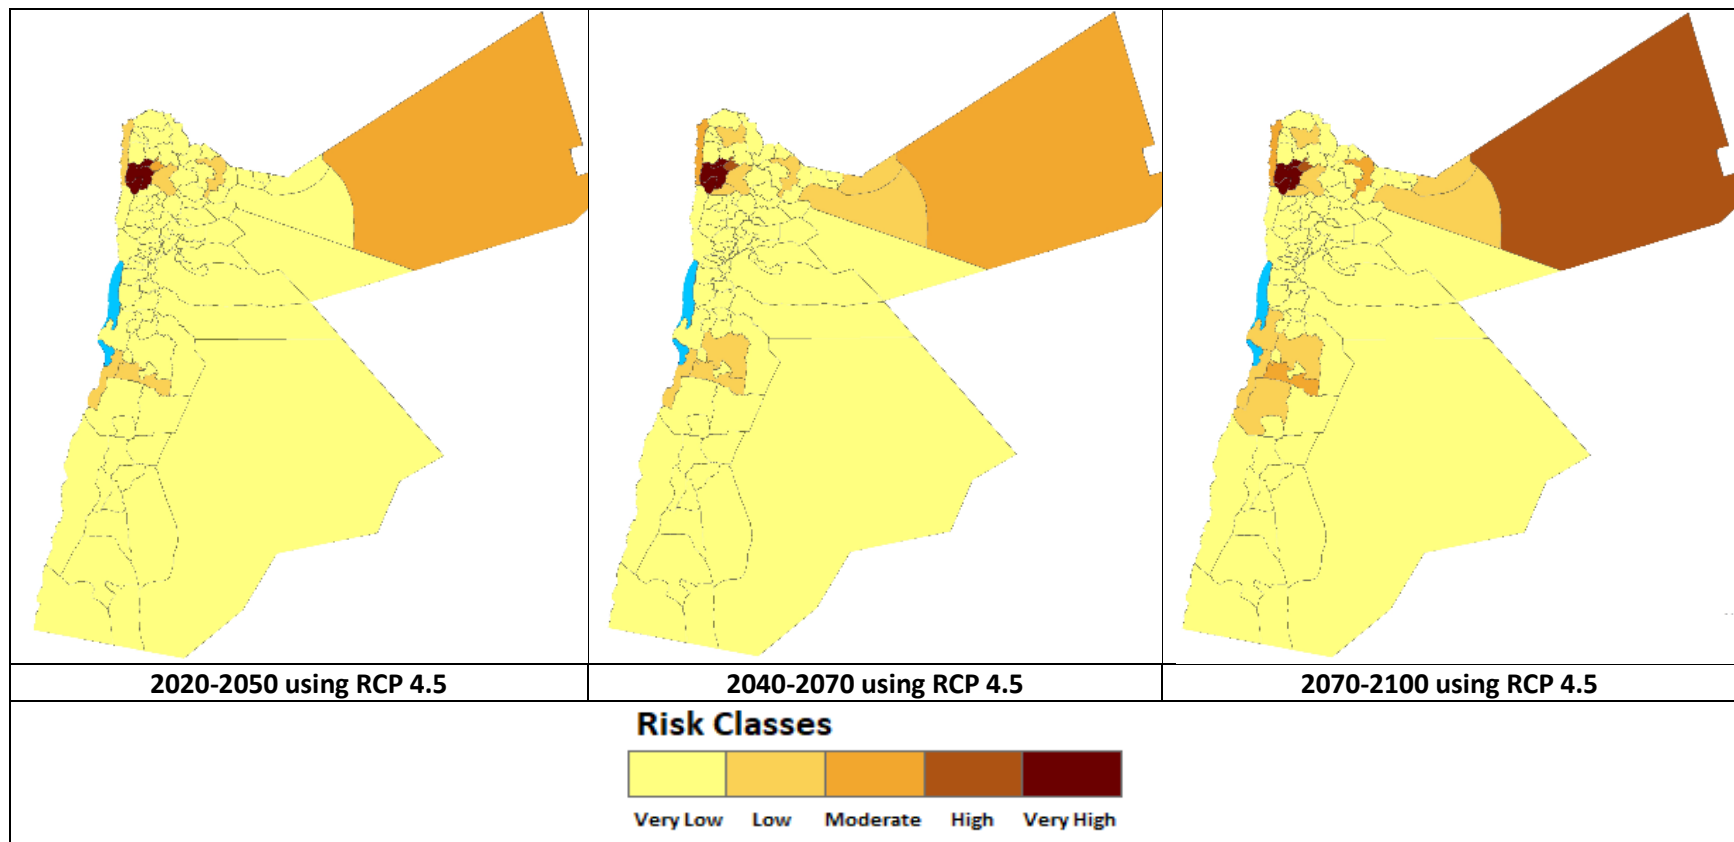 2020-2050 using RCP 4.5
2040-2070 using RCP 4.5
2070-2100 using RCP 4.5
Risk Classes
Very Low
Low
Moderate
High
Very High